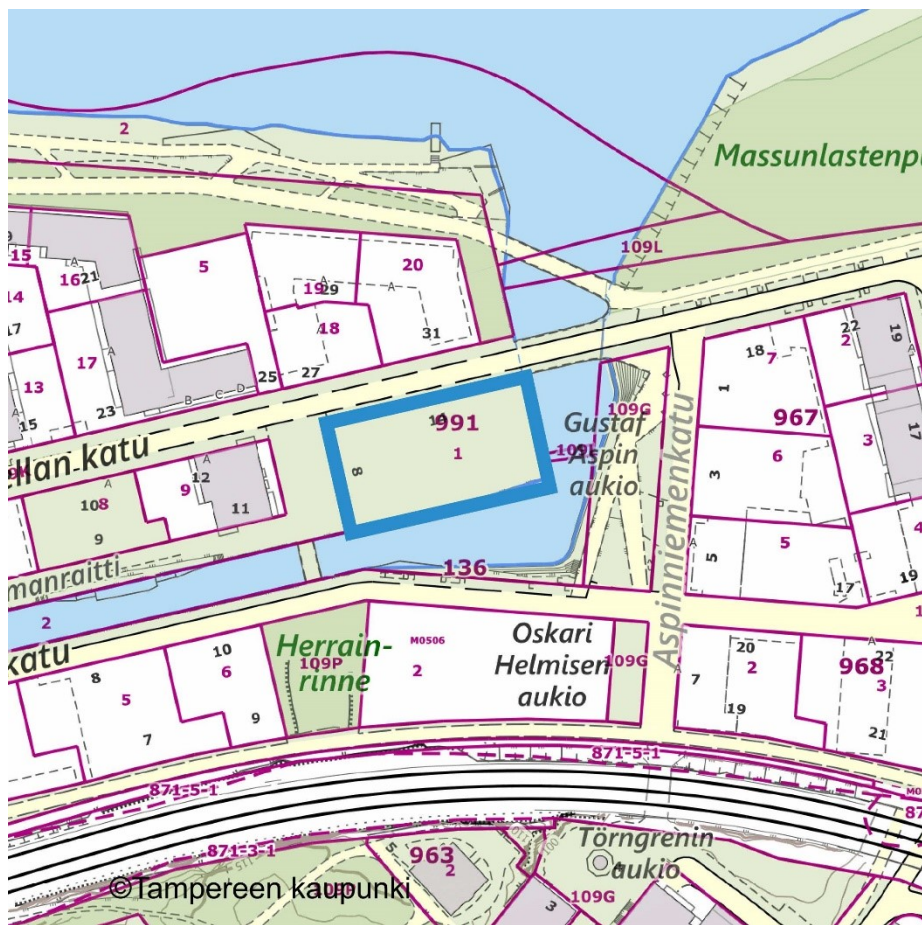 2
Massunlastenp
109L
15
A
16
21
5
A
19
29
20
A
14
17
18
31
17
A
25
27
13
15
23
B
C
D
18
7
22
A
2
19
1
10
991
1
8
109G
Gustaf
Aspin
aukio
Aspinniemenkatu
967
3
6
3
17
ellan katu
A
12
9
11
A
10
8
9
manraitti
136
A
5
5
17
4
19
2
katu
10
6
9
8
5
7
Herrain-
109P
rinne
M0506
2
Oskari
Helmisen
aukio
109G
A
7
20
2
19
A
22
968
3
21
871-5-1
871-5-1
871-3-1
963
2
5
Törngrenin
aukio
109G
3
©Tampereen kaupunki